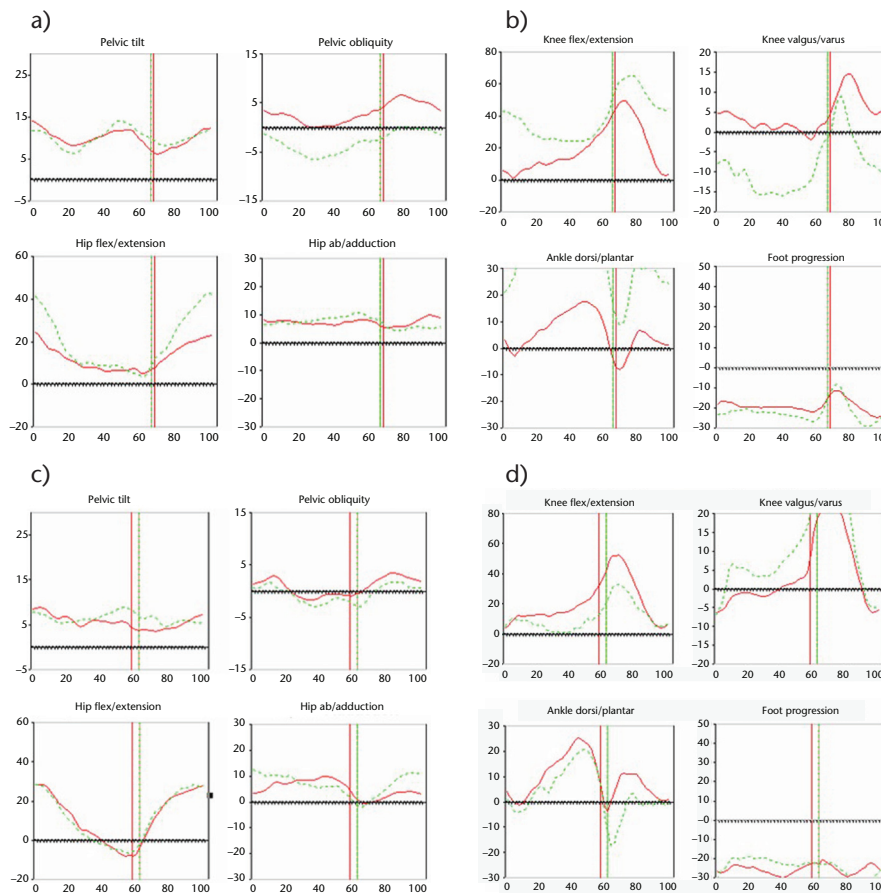 a)
Pelvic tilt
25
15
5
−5
0 20 40 60 80 100
Pelvic obliquity
15
5
0
−5
−15
0 20 40 60 80 100
Hip flex/extension
60
40
20
0
−20
0 20 40 60 80 100
Hip ab/adduction
30
20
10
0
−10
−20
−30
0 20 40 60 80 100
b)
Knee flex/extension
80
60
40
20
0
−20
0 20 40 60 80 100
Knee valgus/varus
20
15
10
5
0
−5
−10
−15
−20
0 20 40 60 80 100
Ankle dorsi/plantar
30
20
10
0
−10
−20
−30
0 20 40 60 80 100
Foot progression
50
40
30
20
10
−0
−10
−20
−30
0 20 40 60 80 100
c)
Pelvic tilt
25
15
5
−5
0 20 40 60 80 100
Pelvic obliquity
15
5
0
−5
−15
0 20 40 60 80 100
Hip flex/extension
60
40
20
0
−20
0 20 40 60 80 100
Hip ab/adduction
30
20
10
0
−10
−20
−30
0 20 40 60 80 100
d)
Knee flex/extension
80
60
40
20
0
−20
0 20 40 60 80 100
Knee valgus/varus
20
15
10
5
0
−5
−10
−15
−20
0 20 40 60 80 100
Ankle dorsi/plantar
30
20
10
0
−10
−20
−30
0 20 40 60 80 100
Foot progression
50
40
30
20
10
−0
−10
−20
−30
0 20 40 60 80 100